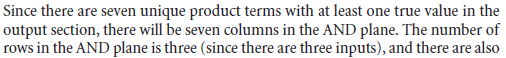 Since there are seven unique product terms with at least one true value in the
output section, there will be seven columns in the AND plane. The number of
rows in the AND plane is three (since there are three inputs), and there are also